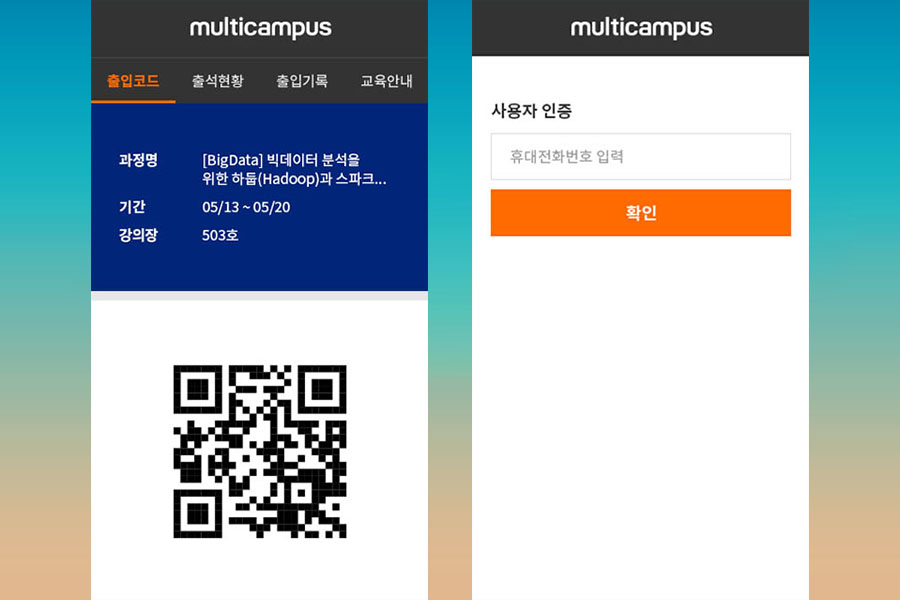 multicampus
출입코드 출석현황 출입기록 교육안내
과정명 [BigData] 빅데이터 분석을
위한 하둡(Hadoop)과 스파크...
기간 05/13 ~ 05/20
강의장 503호
multicampus
사용자 인증
휴대전화번호 입력
확인